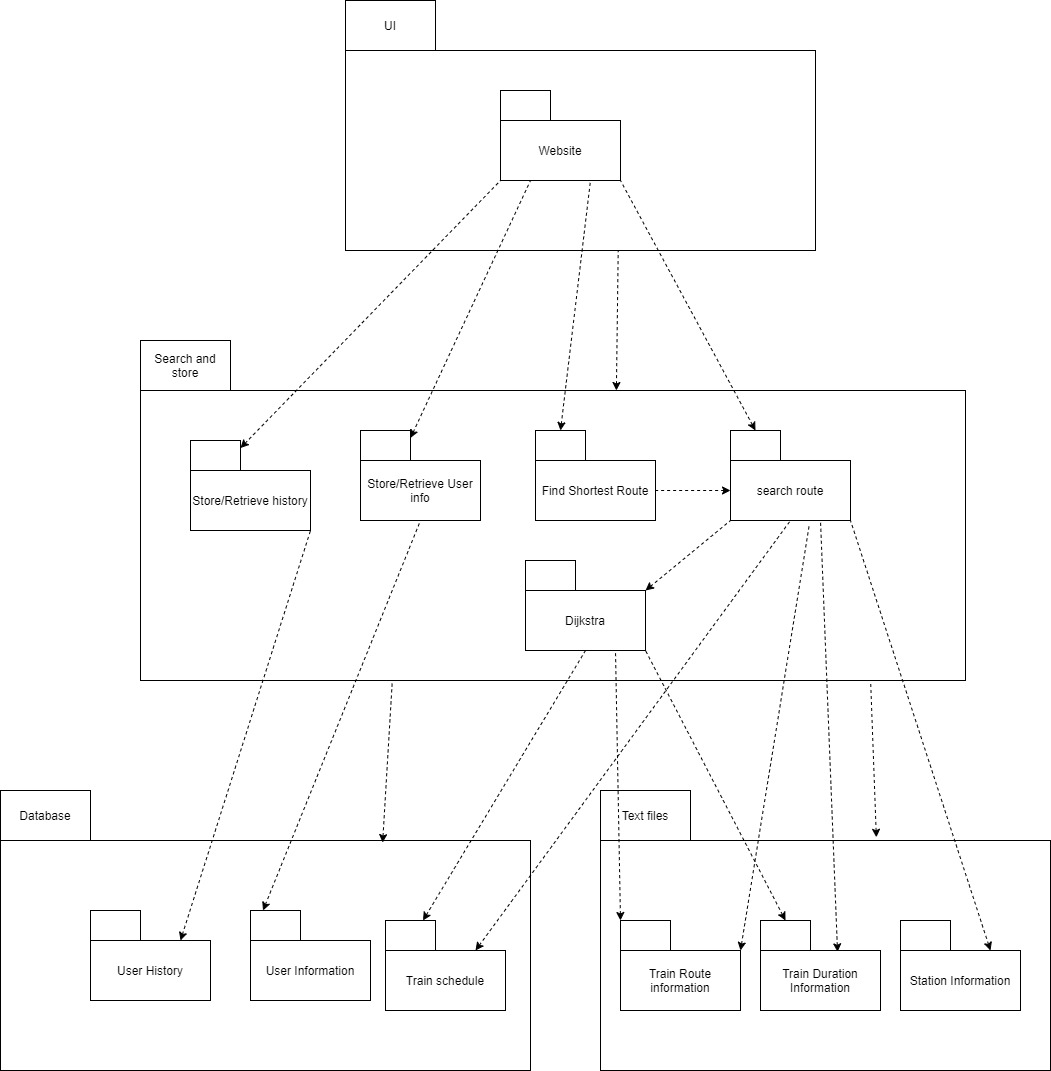 UI
Website
Search and
store
Store/Retrieve history
Store/Retrieve User
info
Find Shortest Route
search route
Dijkstra
Database
Text files
User History
User Information
Train schedule
Train Route
information
Train Duration
Information
Station Information